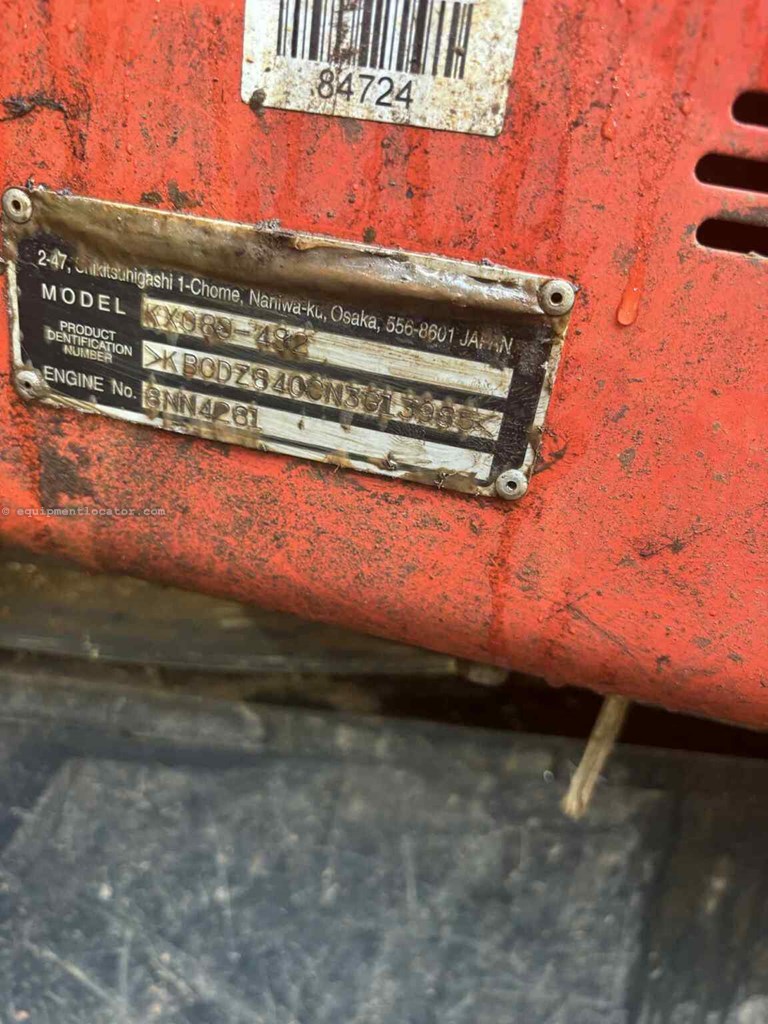 84724
2-47, Shikitsuhigashi 1-Chome, Naniwa-ku, Osaka, 556-8601 JAPAN
MODEL
PRODUCT
IDENTIFICATION
NUMBER
ENGINE No. 8NN4261
© equipmentlocator.com